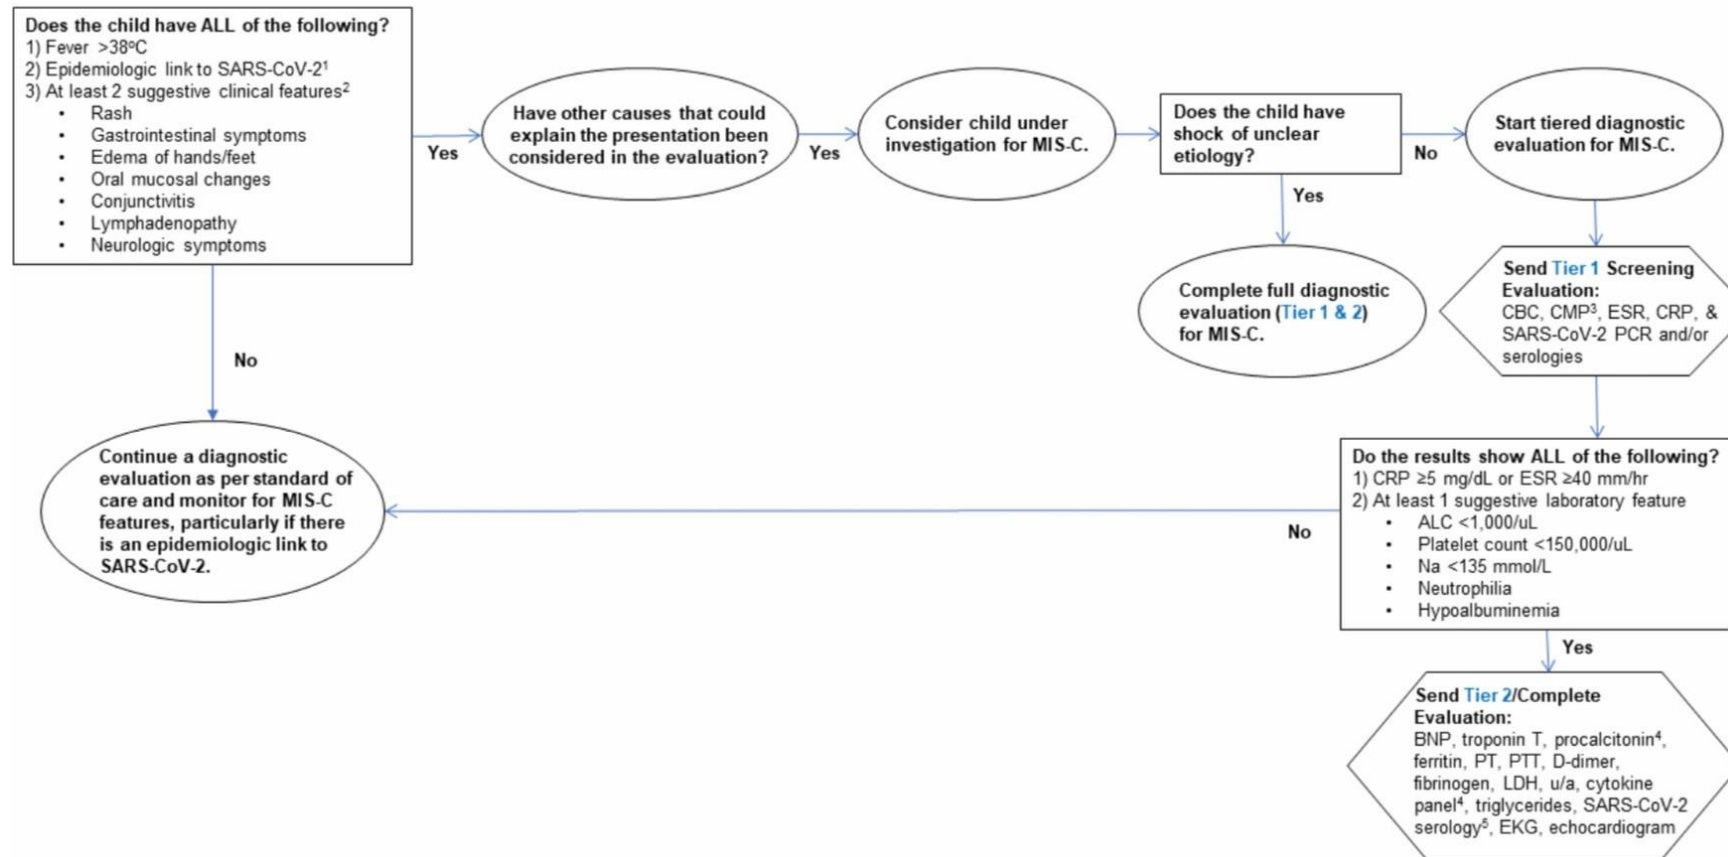 Does the child have ALL of the following?
1) Fever >38ºC
2) Epidemiologic link to SARS-CoV-2¹
3) At least 2 suggestive clinical features²
• Rash
• Gastrointestinal symptoms
• Edema of hands/feet
• Oral mucosal changes
• Conjunctivitis
• Lymphadenopathy
• Neurologic symptoms
Yes
Have other causes that could
explain the presentation been
considered in the evaluation?
Yes
Consider child under
investigation for MIS-C.
Does the child have
shock of unclear
etiology?
No
Start tiered diagnostic
evaluation for MIS-C.
Yes
Complete full diagnostic
evaluation (Tier 1 & 2)
for MIS-C.
Send Tier 1 Screening
Evaluation:
CBC, CMP³, ESR, CRP, &
SARS-CoV-2 PCR and/or
serologies
No
Continue a diagnostic
evaluation as per standard of
care and monitor for MIS-C
features, particularly if there
is an epidemiologic link to
SARS-CoV-2.
Do the results show ALL of the following?
1) CRP ≥5 mg/dL or ESR ≥40 mm/hr
2) At least 1 suggestive laboratory feature
• ALC <1,000/uL
• Platelet count <150,000/uL
• Na <135 mmol/L
• Neutrophilia
• Hypoalbuminemia
No
Yes
Send Tier 2/Complete
Evaluation:
BNP, troponin T, procalcitonin⁴,
ferritin, PT, PTT, D-dimer,
fibrinogen, LDH, u/a, cytokine
panel⁴, triglycerides, SARS-CoV-2
serology⁵, EKG, echocardiogram